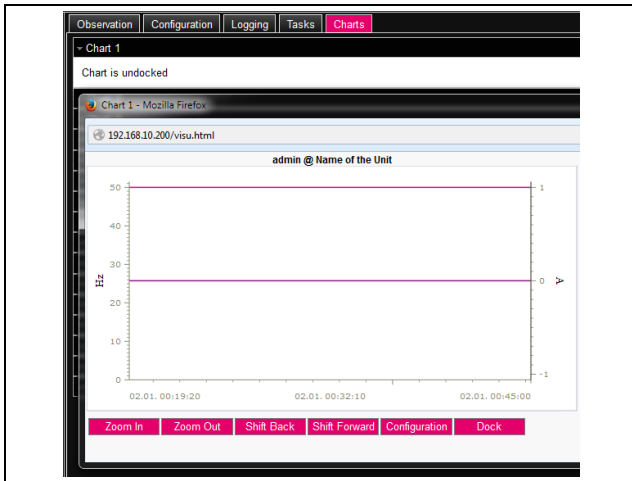 Observation Configuration Logging Tasks Charts
Chart 1
Chart is undocked
Chart 1 - Mozilla Firefox
192.168.10.200/visu.html
admin @ Name of the Unit
50
40
30
20
10
0
Hz
1
0
-1
A
02.01. 00:19:20 02.01. 00:32:10 02.01. 00:45:00
Zoom In Zoom Out Shift Back Shift Forward Configuration Dock